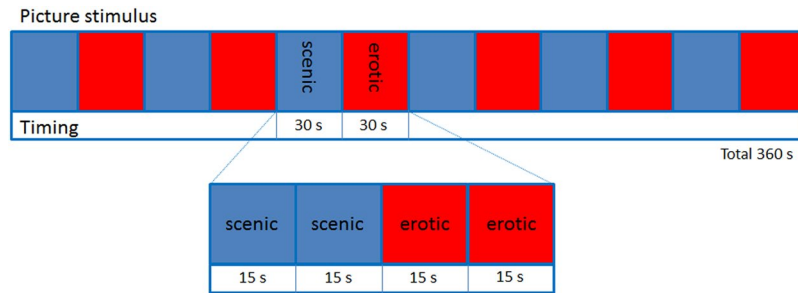 Picture stimulus
scenic erotic
Timing 30 s 30 s
Total 360 s
scenic scenic erotic erotic
15 s 15 s 15 s 15 s